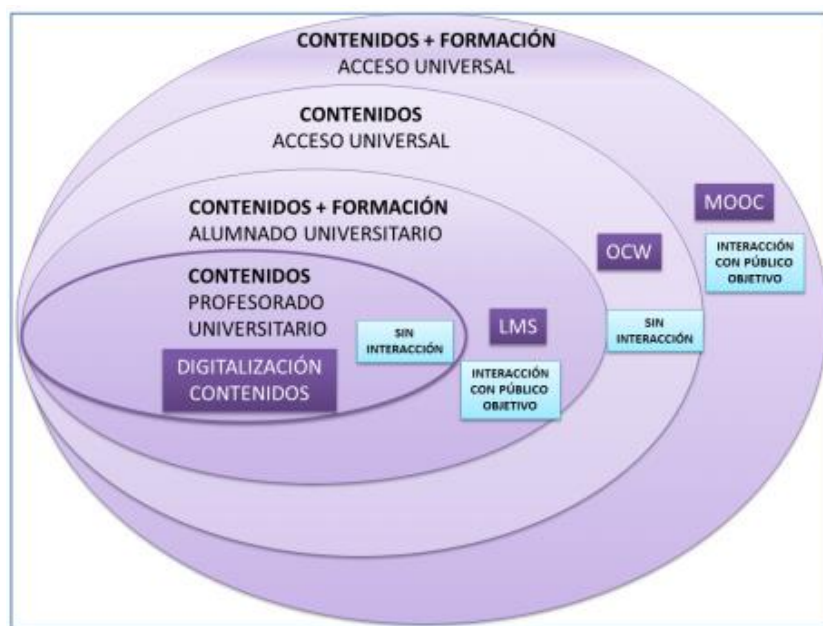 CONTENIDOS + FORMACIÓN
ACCESO UNIVERSAL
CONTENIDOS
ACCESO UNIVERSAL
CONTENIDOS + FORMACIÓN
ALUMNADO UNIVERSITARIO
CONTENIDOS
PROFESORADO
UNIVERSITARIO
DIGITALIZACIÓN
CONTENIDOS
SIN
INTERACCIÓN
LMS
INTERACCIÓN
CON PÚBLICO
OBJETIVO
OCW
SIN
INTERACCIÓN
MOOC
INTERACCIÓN
CON PÚBLICO
OBJETIVO